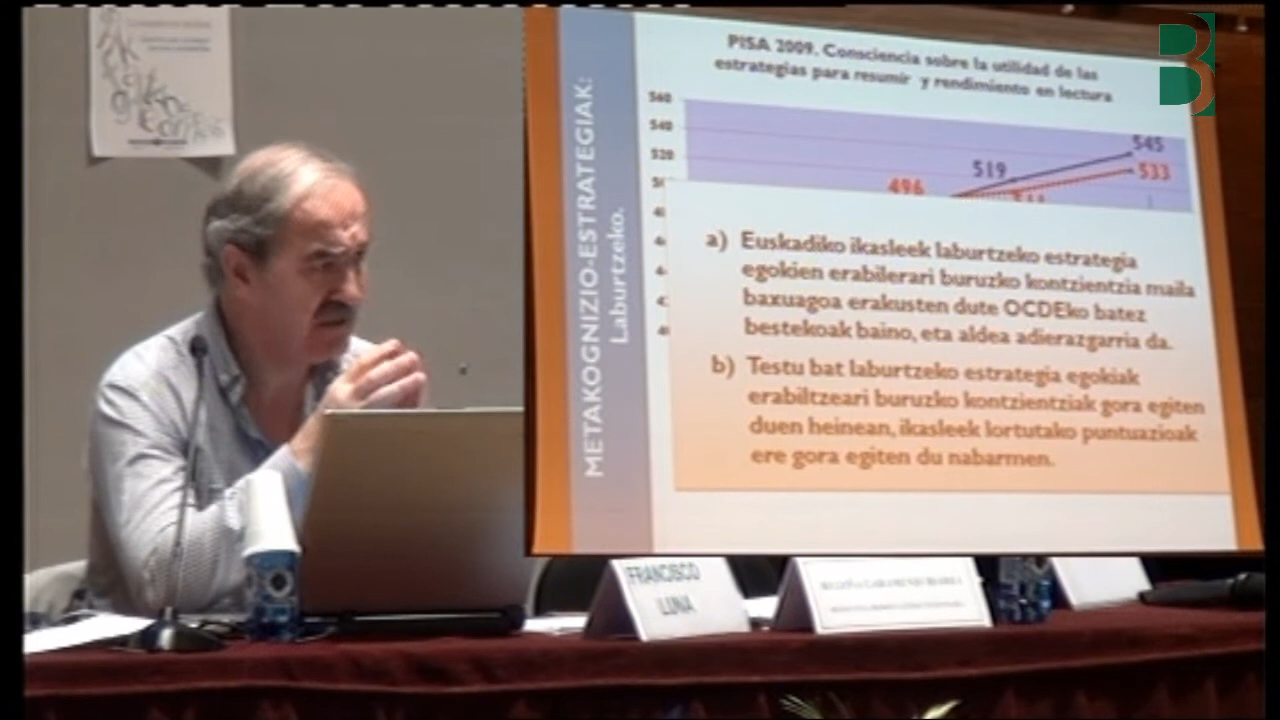 PISA 2009. Consciencia sobre la utilidad de las
estrategias para resumir y rendimiento en lectura
METAKOGNIZIO-ESTRATEGIAK:
Laburtzeko.
560
540
520
545
519
533
496
a) Euskadiko ikasleek laburtzeko estrategia
egokien erabilerari buruzko kontzientzia maila
baxuagoa erakusten dute OCDEko batez
bestekoak baino, eta aldea adierazgarria da.
b) Testu bat laburtzeko estrategia egokiak
erabiltzeari buruzko kontzientziak gora egiten
duen heinean, ikasleek lortutako puntuazioak
ere gora egiten du nabarmen.
FRANCISCO
LUNA
B